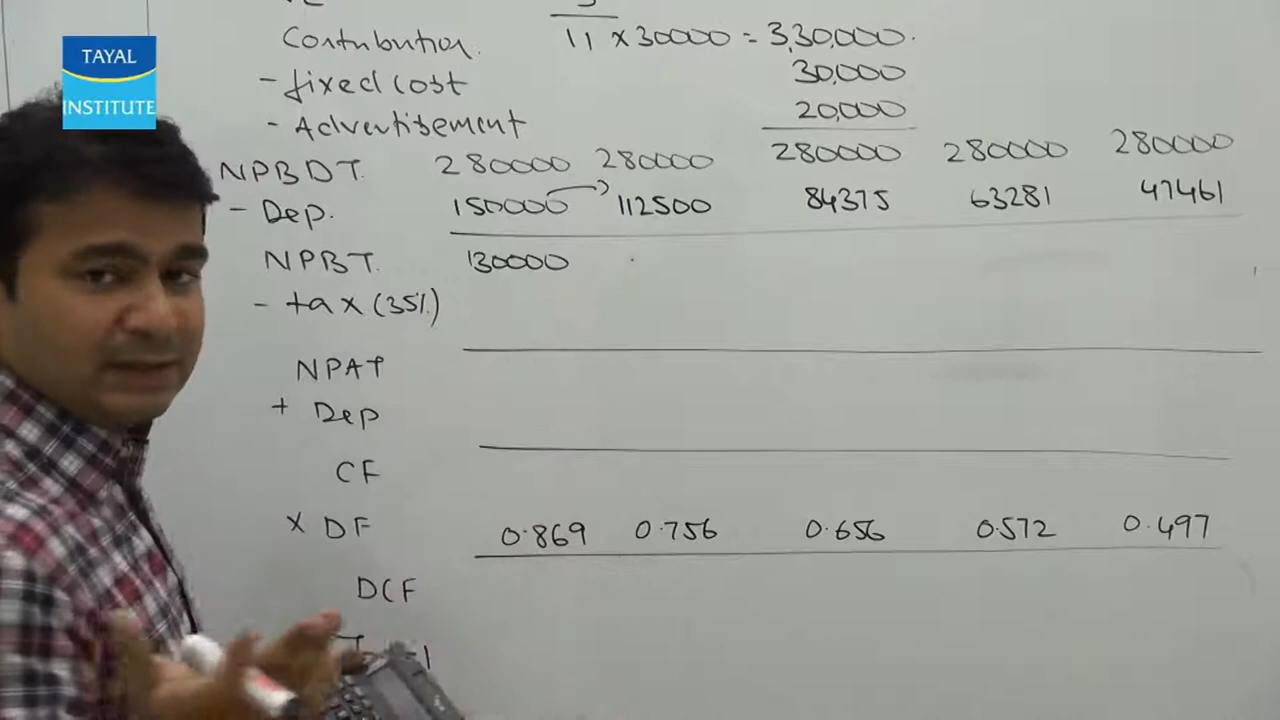 TAYAL
INSTITUTE
Contribution. 11 x 30000 = 3,30,000.
- fixed cost 30,000
- Advertisement 20,000
NPBDT. 280000 280000 280000 280000 280000
- Dep. 150000 112500 84375 63281 47461
NPBT. 130000
- tax (35%)
NPAT
+ Dep
CF
x DF 0.869 0.756 0.656 0.572 0.497
DCF